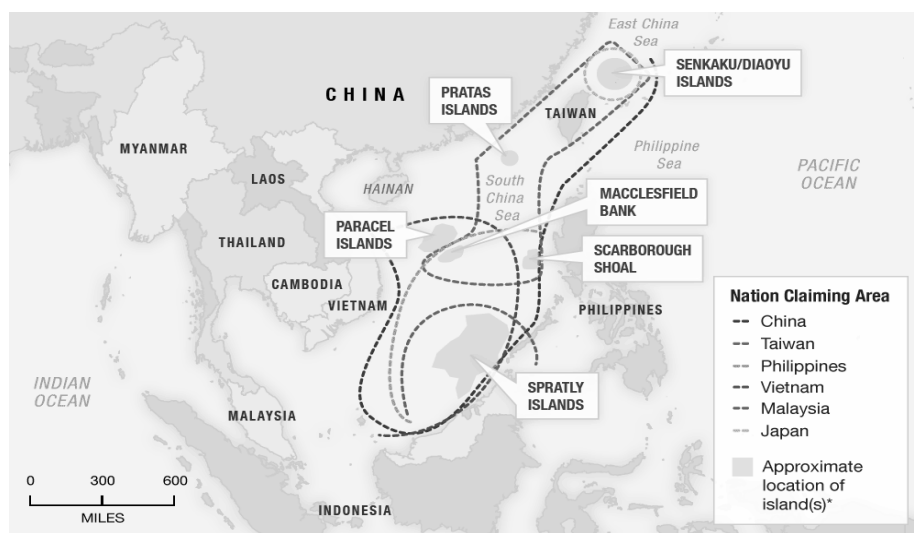 East China
Sea
SENKAKU/DIAOYU
ISLANDS
CHINA
PRATAS
ISLANDS
TAIWAN
MYANMAR
Philippine
Sea
PACIFIC
OCEAN
LAOS
HAINAN
South
China
Sea
MACCLESFIELD
BANK
PARACEL
ISLANDS
THAILAND
SCARBOROUGH
SHOAL
CAMBODIA
VIETNAM
PHILIPPINES
Nation Claiming Area
China
Taiwan
Philippines
Vietnam
Malaysia
Japan
Approximate
location of
island(s)*
INDIAN
OCEAN
SPRATLY
ISLANDS
MALAYSIA
0 300 600
MILES
INDONESIA